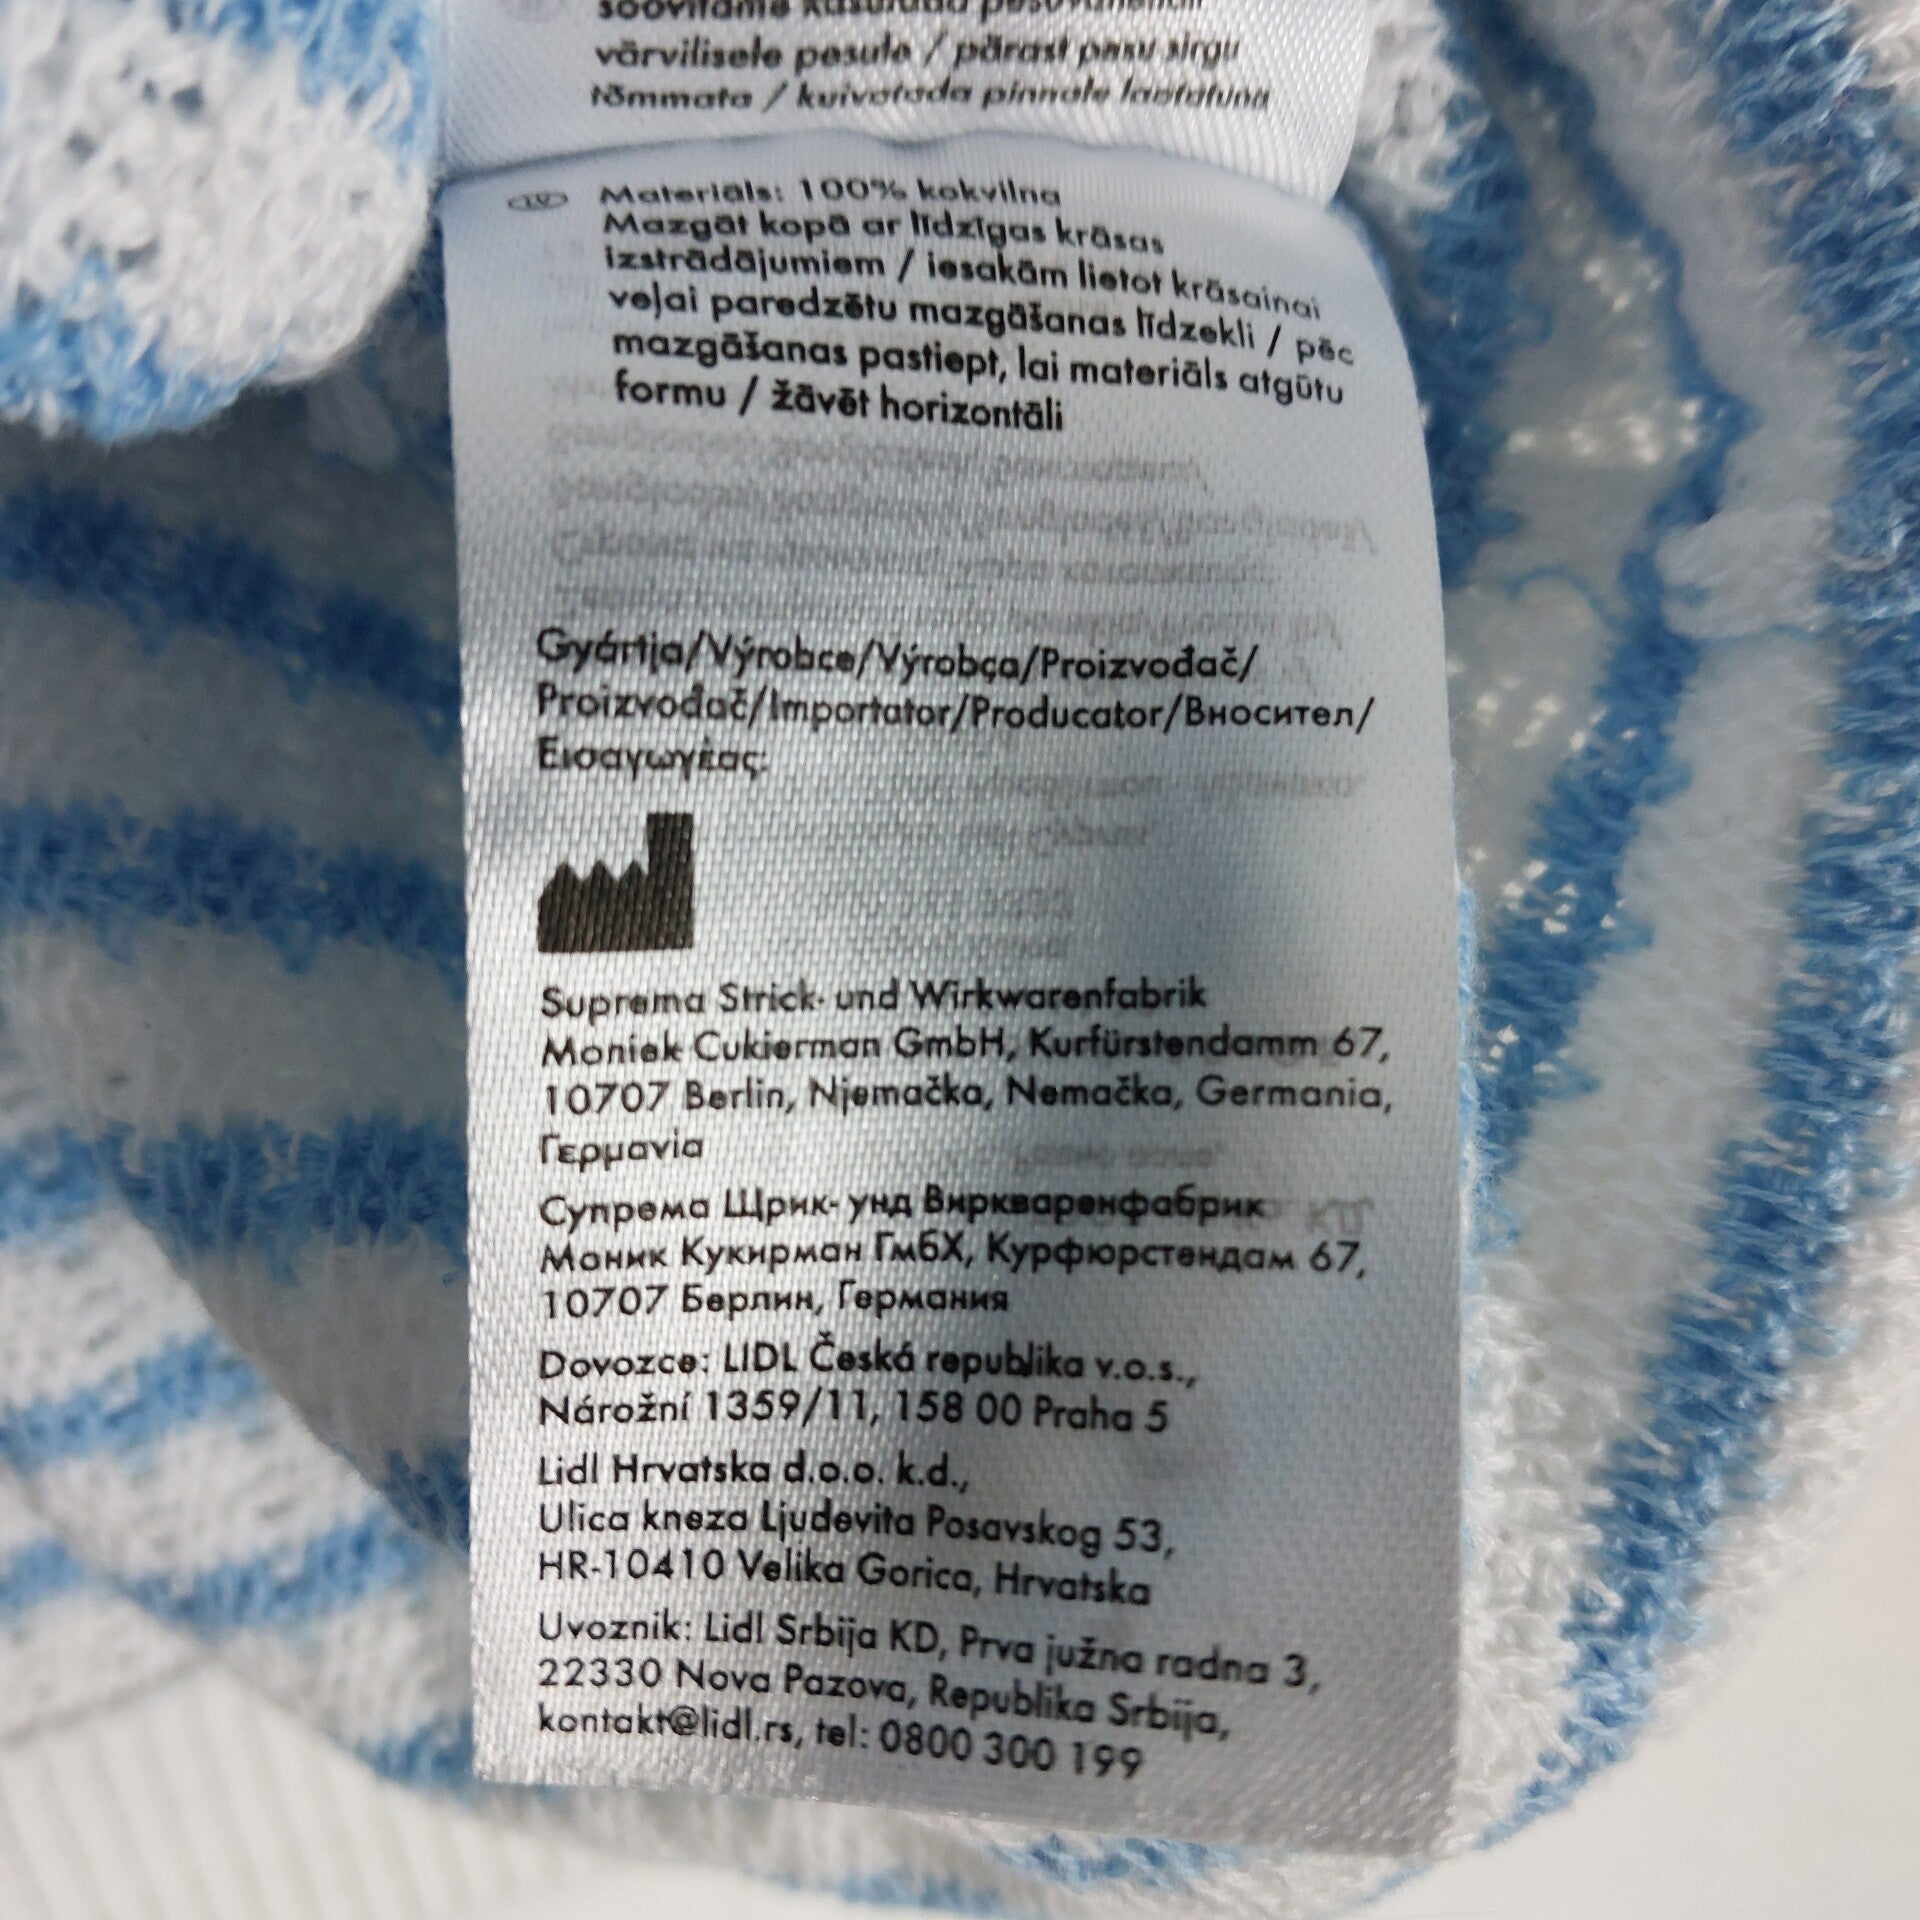 soovitame kasutada pesuvahendit
värvilisele pesule / pärast pesu sirgu
tõmmata / kuivatada pinnale laotatuna
LV Materiāls: 100% kokvilna
Mazgāt kopā ar līdzīgas krāsas
izstrādājumiem / iesakām lietot krāsainai
veļai paredzētu mazgāšanas līdzekli / pēc
mazgāšanas pastiept, lai materiāls atgūtu
formu / žāvēt horizontāli
Gyártja/Výrobce/Výrobça/Proizvođač/
Proizvođač/Importator/Producator/Вносител/
Εισαγωγέας:
Suprema Strick- und Wirkwarenfabrik
Moniek Cukierman GmbH, Kurfürstendamm 67,
10707 Berlin, Njemačka, Nemačka, Germania,
Γερμανία
Супрема Щрик- унд Виркваренфабрик
Моник Кукирман ГмбХ, Курфюрстендам 67,
10707 Берлин, Германия
Dovozce: LIDL Česká republika v.o.s.,
Nárožní 1359/11, 158 00 Praha 5
Lidl Hrvatska d.o.o. k.d.,
Ulica kneza Ljudevita Posavskog 53,
HR-10410 Velika Gorica, Hrvatska
Uvoznik: Lidl Srbija KD, Prva južna radna 3,
22330 Nova Pazova, Republika Srbija,
kontakt@lidl.rs, tel: 0800 300 199